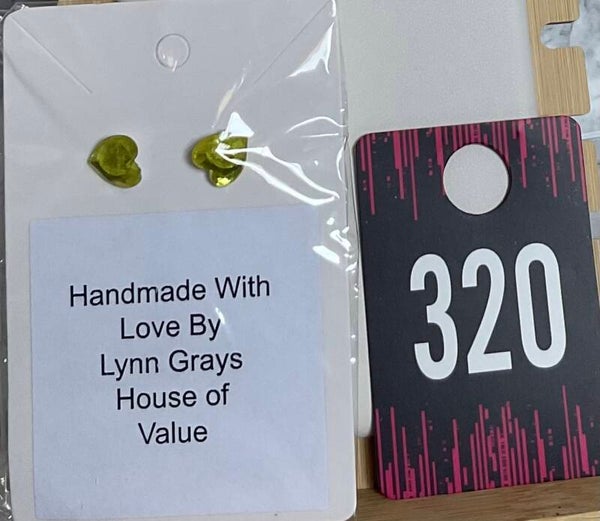 Handmade With
Love By
Lynn Grays
House of
Value
320